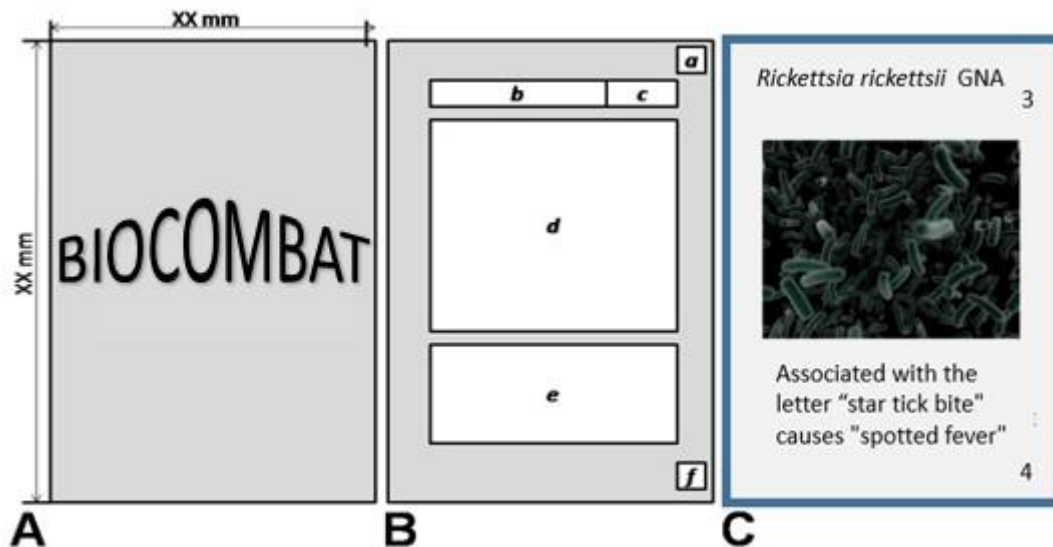 XX mm
XX mm
BIOCOMBAT
A
a
b
c
d
e
f
B
Rickettsia rickettsii GNA
3
Associated with the
letter “star tick bite"
causes "spotted fever"
4
C